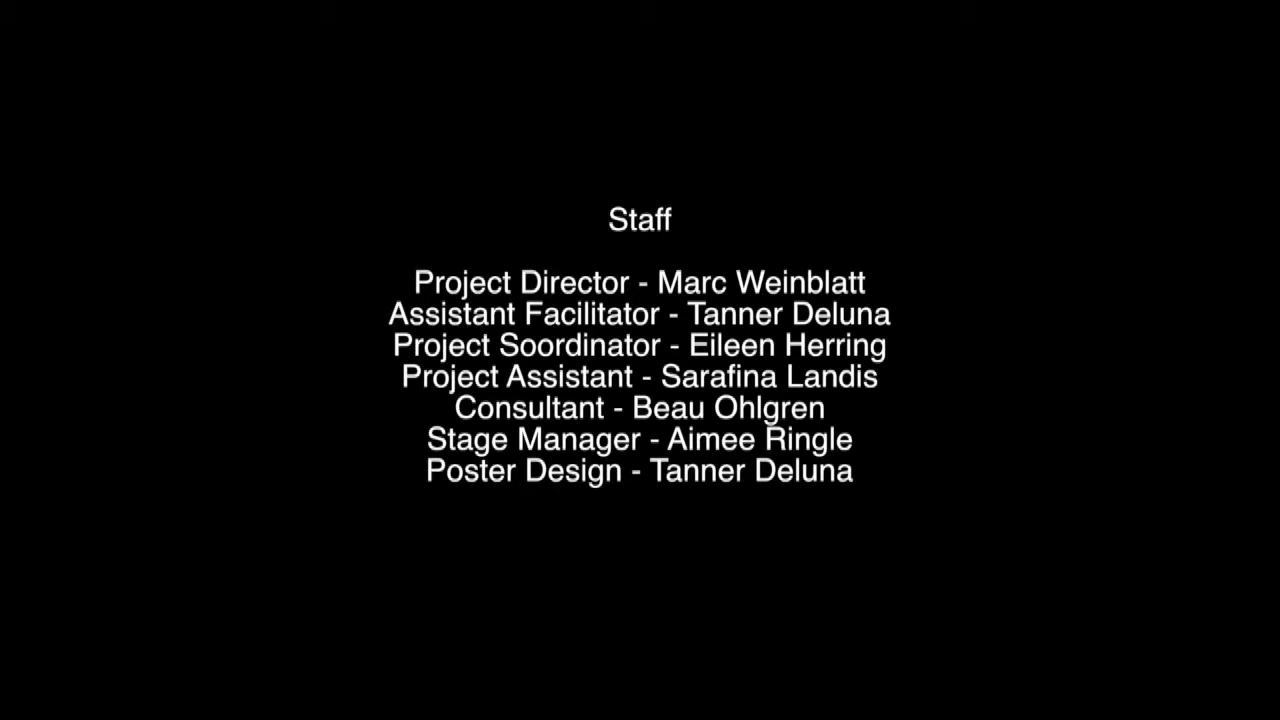 Staff
Project Director - Marc Weinblatt
Assistant Facilitator - Tanner Deluna
Project Soordinator - Eileen Herring
Project Assistant - Sarafina Landis
Consultant - Beau Ohlgren
Stage Manager - Aimee Ringle
Poster Design - Tanner Deluna